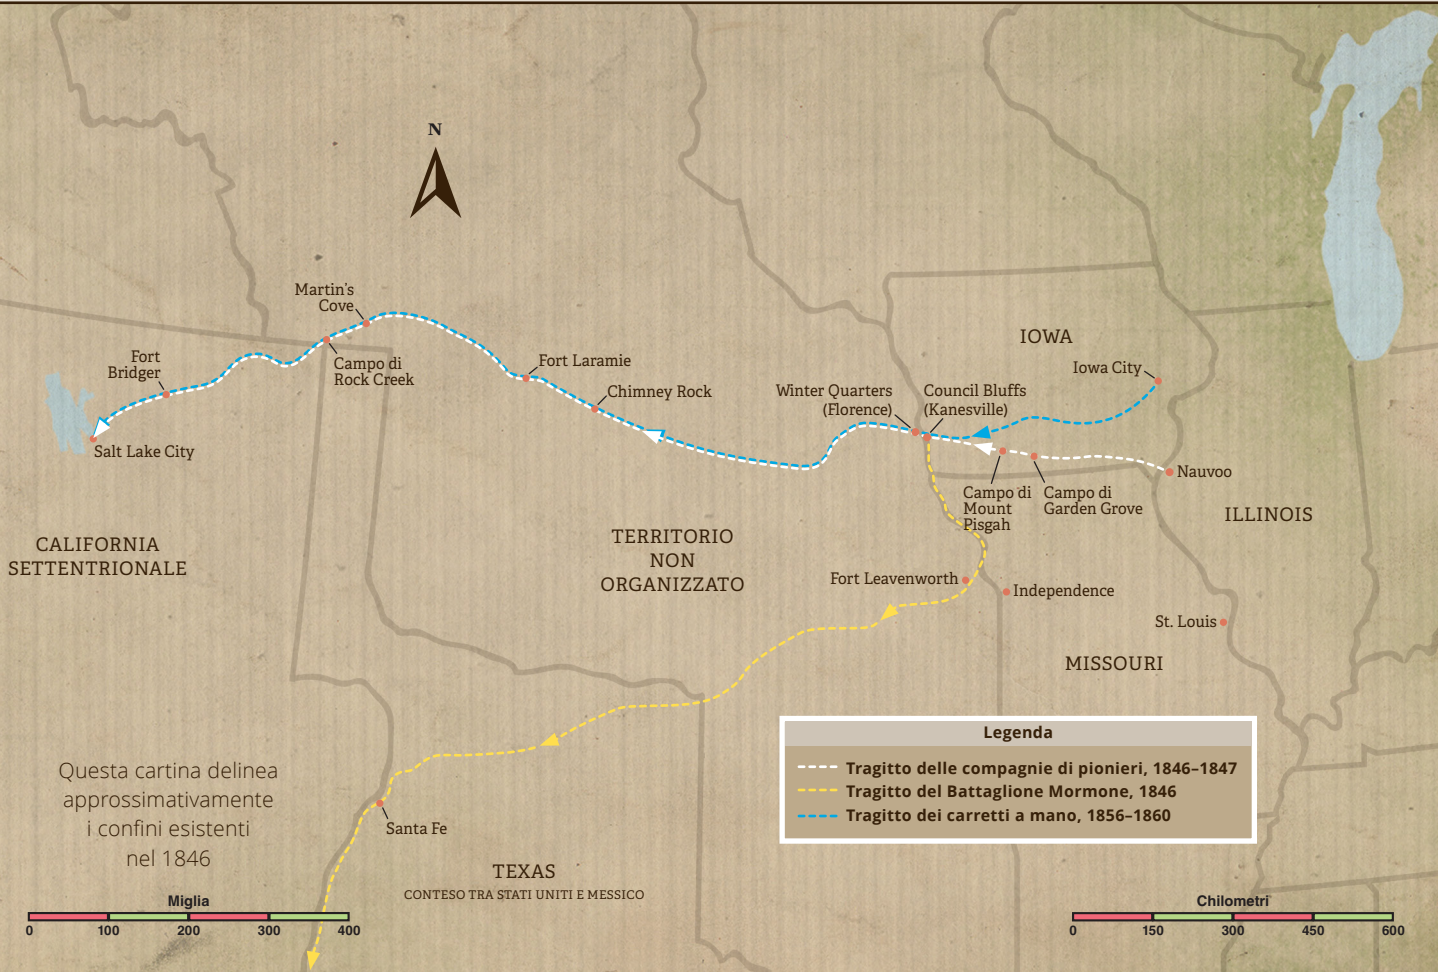 N
Martin's
Cove
Fort
Bridger
Campo di
Rock Creek
Salt Lake City
Fort Laramie
Chimney Rock
Winter Quarters
(Florence)
Council Bluffs
(Kanesville)
IOWA
Iowa City
Nauvoo
Campo di
Mount
Pisgah
Campo di
Garden Grove
ILLINOIS
CALIFORNIA
SETTENTRIONALE
TERRITORIO
NON
ORGANIZZATO
Fort Leavenworth
Independence
St. Louis
MISSOURI
Legenda
Tragitto delle compagnie di pionieri, 1846–1847
Tragitto del Battaglione Mormone, 1846
Tragitto dei carretti a mano, 1856–1860
Questa cartina delinea
approssimativamente
i confini esistenti
nel 1846
Santa Fe
TEXAS
CONTESO TRA STATI UNITI E MESSICO
Miglia
0 100 200 300 400
Chilometri
0 150 300 450 600